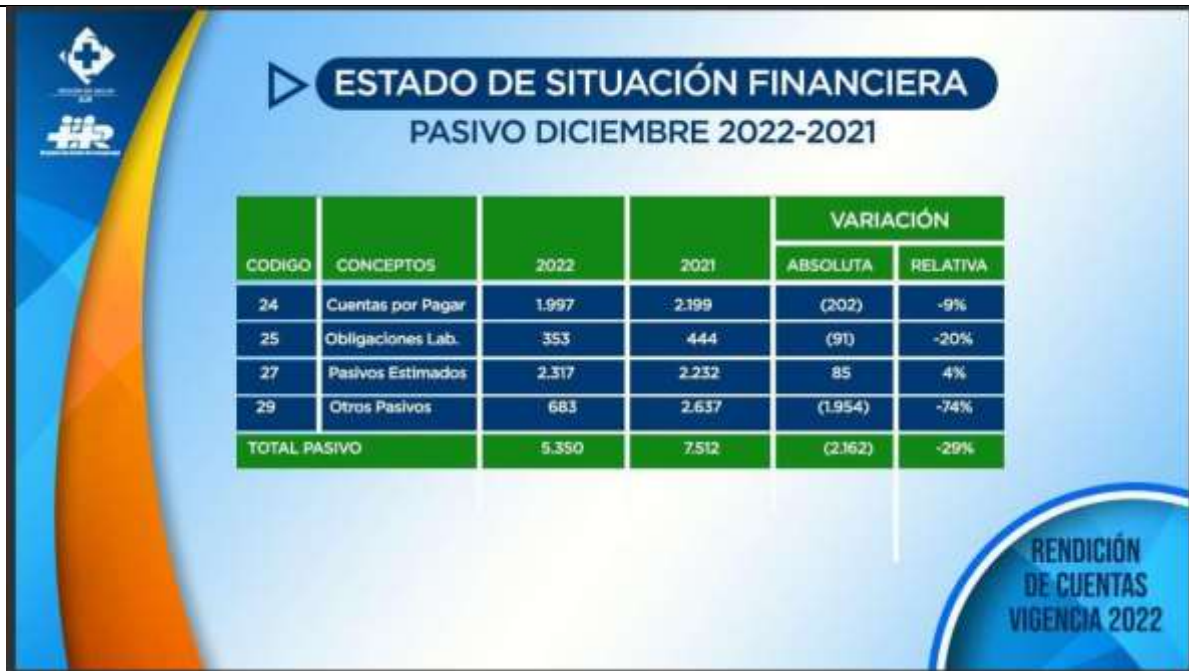 ESTADO DE SITUACIÓN FINANCIERA
PASIVO DICIEMBRE 2022-2021
VARIACIÓN
CODIGO CONCEPTOS 2022 2021 ABSOLUTA RELATIVA
24 Cuentas por Pagar 1.997 2.199 (202) -9%
25 Obligaciones Lab. 353 444 (91) -20%
27 Pasivos Estimados 2.317 2.232 85 4%
29 Otros Pasivos 683 2.637 (1.954) -74%
TOTAL PASIVO 5.350 7.512 (2.162) -29%
RENDICIÓN
DE CUENTAS
VIGENCIA 2022